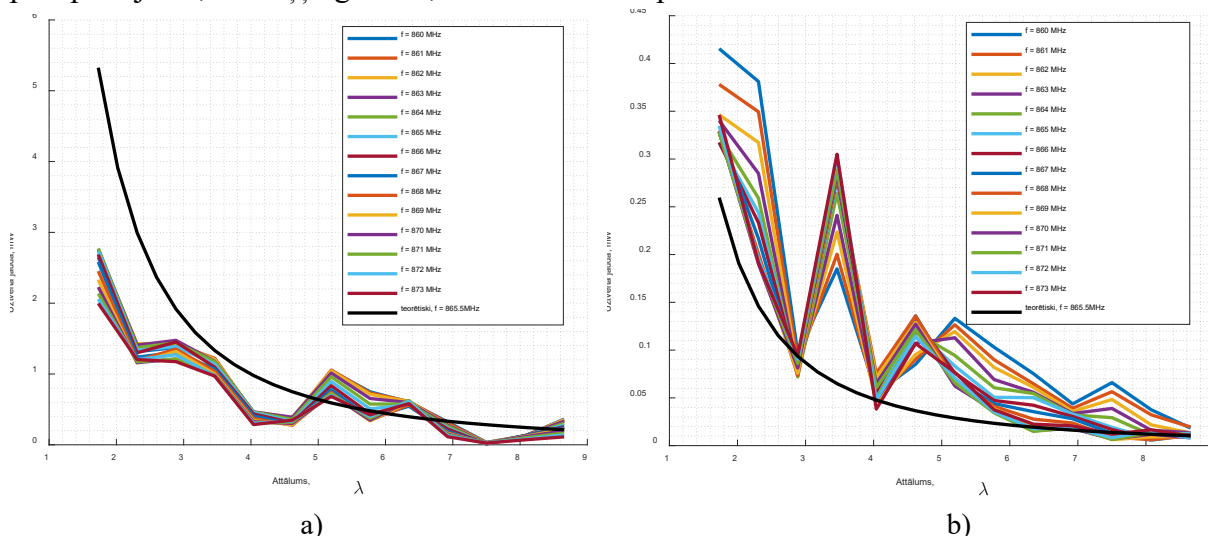 6
5
4
3
2
1
0
1 2 3 4 5 6 7 8 9
Attālums, λ
f = 860 MHz
f = 861 MHz
f = 862 MHz
f = 863 MHz
f = 864 MHz
f = 865 MHz
f = 866 MHz
f = 867 MHz
f = 868 MHz
f = 869 MHz
f = 870 MHz
f = 871 MHz
f = 872 MHz
f = 873 MHz
teorētiski, f = 865.5MHz
a)
0.45
0.4
0.35
0.3
0.25
0.2
0.15
0.1
0.05
0
1 2 3 4 5 6 7 8
Attālums, λ
f = 860 MHz
f = 861 MHz
f = 862 MHz
f = 863 MHz
f = 864 MHz
f = 865 MHz
f = 866 MHz
f = 867 MHz
f = 868 MHz
f = 869 MHz
f = 870 MHz
f = 871 MHz
f = 872 MHz
f = 873 MHz
teorētiski, f = 865.5MHz
b)